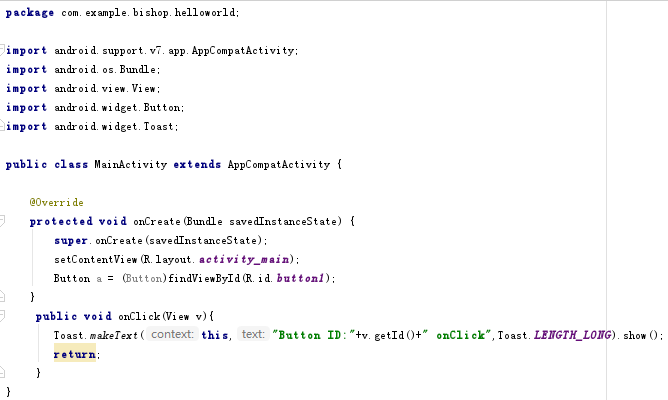 package com.example.bishop.helloworld;
import android.support.v7.app.AppCompatActivity;
import android.os.Bundle;
import android.view.View;
import android.widget.Button;
import android.widget.Toast;
public class MainActivity extends AppCompatActivity {
@Override
protected void onCreate(Bundle savedInstanceState) {
super.onCreate(savedInstanceState);
setContentView(R.layout.activity_main);
Button a = (Button)findViewById(R.id.button1);
}
public void onClick(View v){
Toast.makeText( context: this, text: "Button ID:"+v.getId()+" onClick",Toast.LENGTH_LONG).show();
return;
}
}